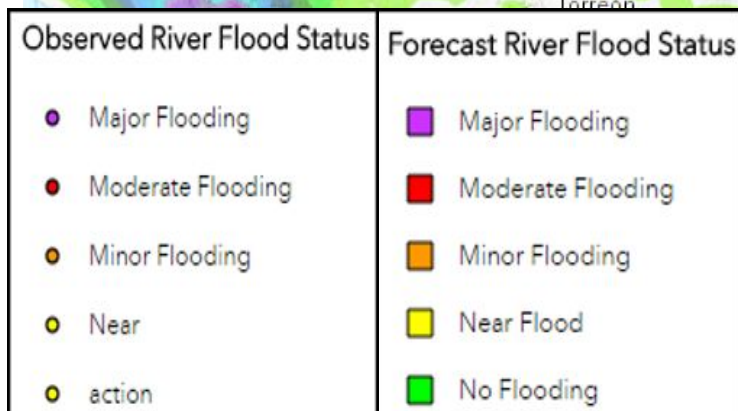 Torreón
Observed River Flood Status
Major Flooding
Moderate Flooding
Minor Flooding
Near
action
Forecast River Flood Status
Major Flooding
Moderate Flooding
Minor Flooding
Near Flood
No Flooding